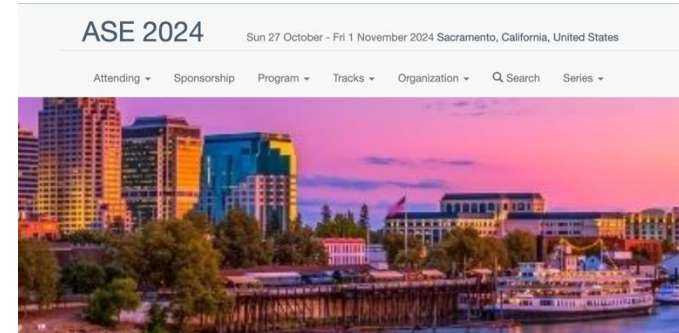 ASE 2024
Sun 27 October - Fri 1 November 2024 Sacramento, California, United States
Attending Sponsorship Program Tracks Organization Search Series